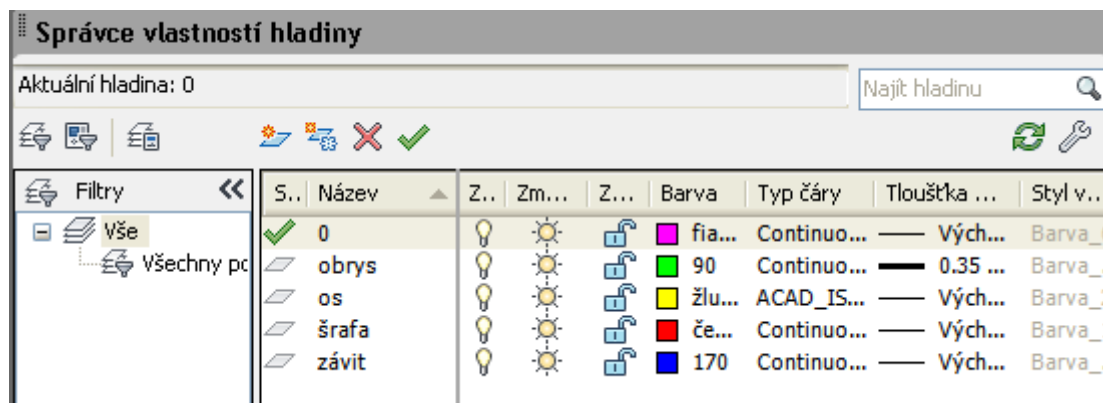 Správce vlastností hladiny
Aktuální hladina: 0
Najít hladinu
Filtry
Vše
Všechny po
S.. Název Z.. Zm... Z... Barva Typ čáry Tloušťka ... Styl v...
0 fia... Continuo... Vých... Barva_
obrys 90 Continuo... 0.35 ... Barva_
os žlu... ACAD_IS... Vých... Barva_
šrafa če... Continuo... Vých... Barva_
závit 170 Continuo... Vých... Barva_